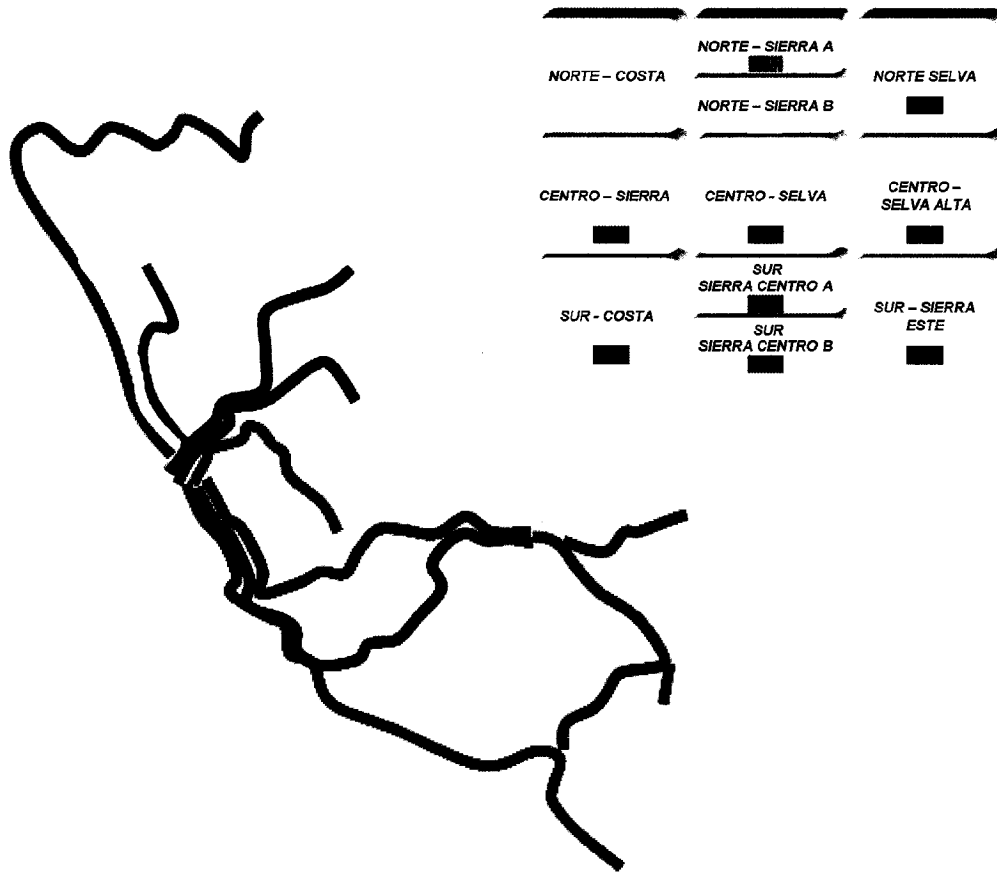 NORTE – SIERRA A
NORTE – COSTA
NORTE SELVA
NORTE – SIERRA B
CENTRO – SIERRA
CENTRO - SELVA
CENTRO –
SELVA ALTA
SUR - COSTA
SUR
SIERRA CENTRO A
SUR
SIERRA CENTRO B
SUR – SIERRA
ESTE